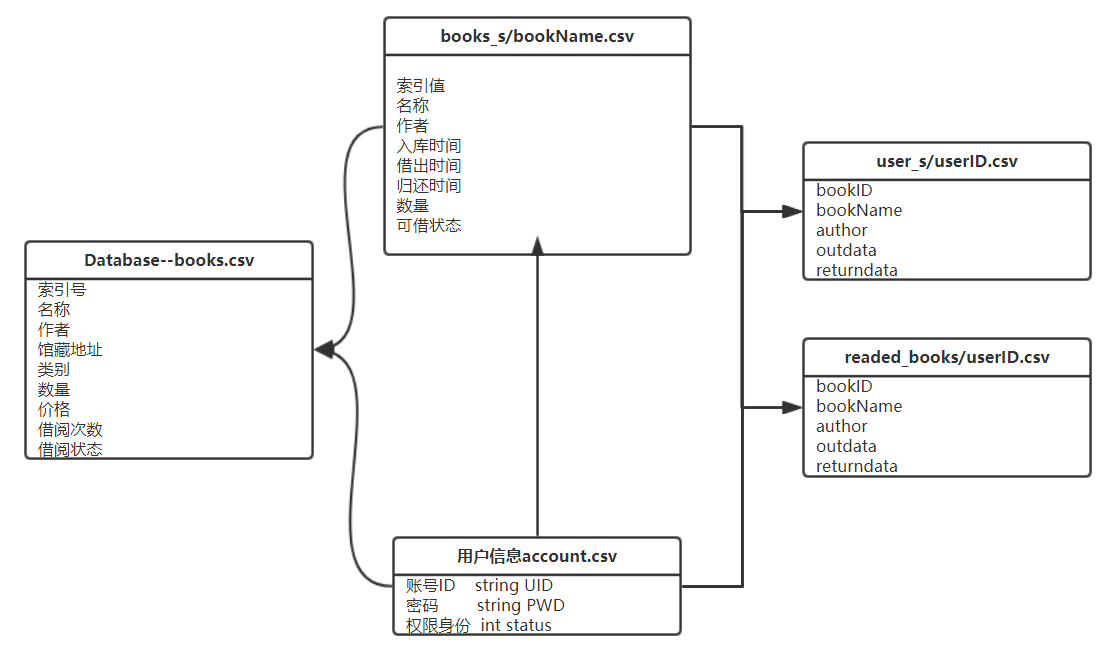 books_s/bookName.csv
索引值
名称
作者
入库时间
借出时间
归还时间
数量
可借状态
user_s/userID.csv
bookID
bookName
author
outdata
returndata
Database--books.csv
索引号
名称
作者
馆藏地址
类别
数量
价格
借阅次数
借阅状态
readed_books/userID.csv
bookID
bookName
author
outdata
returndata
用户信息account.csv
账号ID string UID
密码 string PWD
权限身份 int status